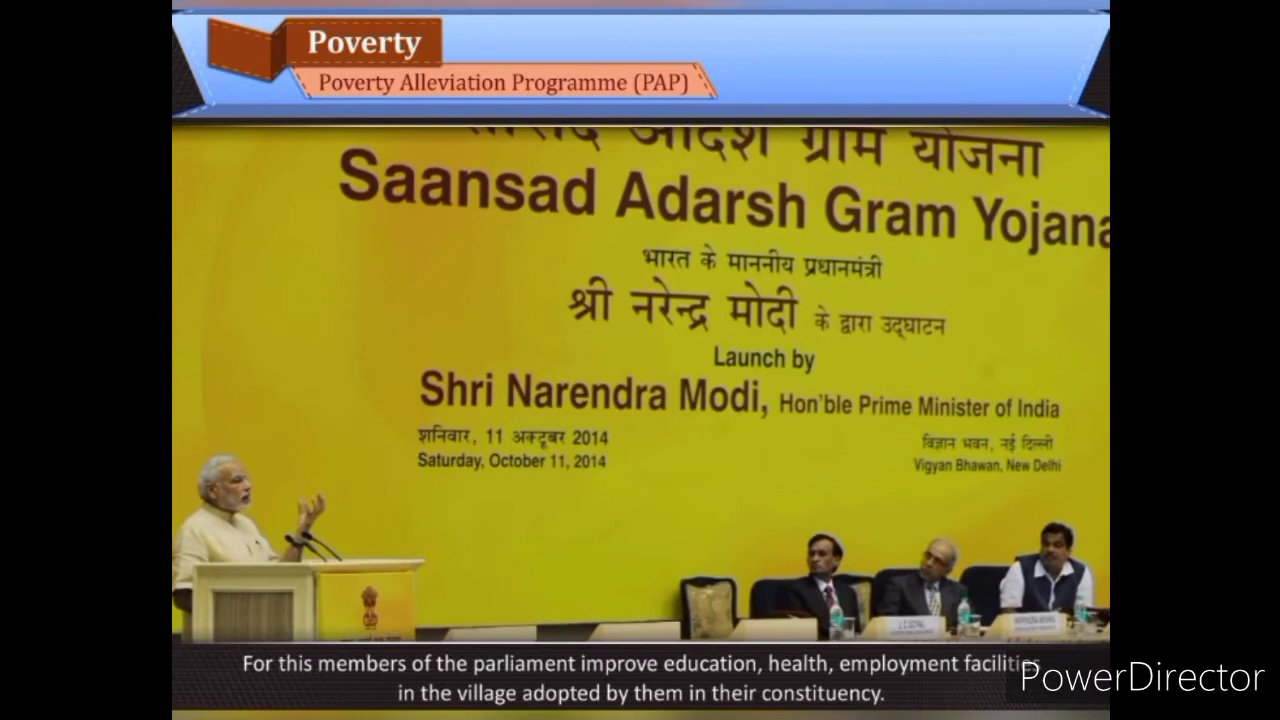 Poverty
Poverty Alleviation Programme (PAP)
आदर्श ग्राम योजना
Saansad Adarsh Gram Yojana
भारत के माननीय प्रधानमंत्री
श्री नरेन्द्र मोदी के द्वारा उद्घाटन
Launch by
Shri Narendra Modi, Hon'ble Prime Minister of India
शनिवार, 11 अक्टूबर 2014
विज्ञान भवन, नई दिल्ली
Saturday, October 11, 2014
Vigyan Bhawan, New Delhi
For this members of the parliament improve education, health, employment facilities
in the village adopted by them in their constituency.
PowerDirector